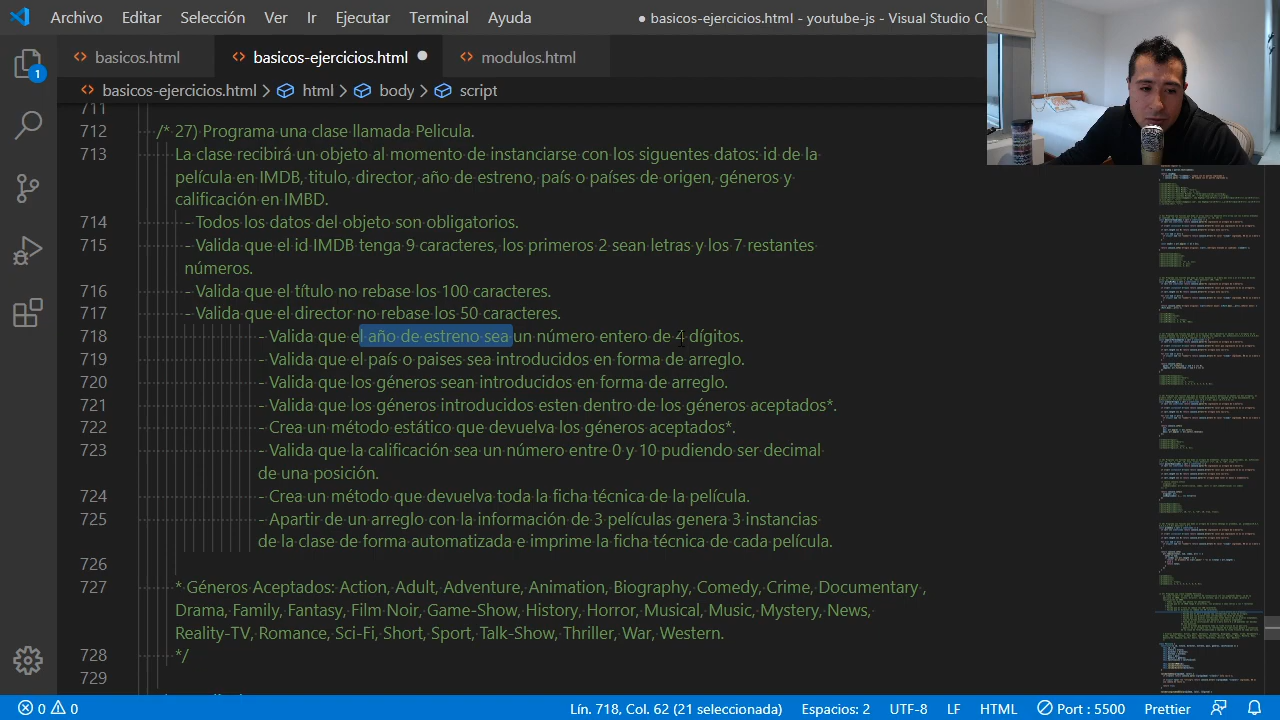 Archivo Editar Selección Ver Ir Ejecutar Terminal Ayuda
● basicos-ejercicios.html - youtube-js - Visual Studio Co
basicos.html basicos-ejercicios.html modulos.html
basicos-ejercicios.html > html > body > script
711
712 /* 27) Programa una clase llamada Pelicula.
713 La clase recibirá un objeto al momento de instanciarse con los siguentes datos: id de la
película en IMDB, titulo, director, año de estreno, país o países de origen, géneros y
calificación en IMBD.
714 - Todos los datos del objeto son obligatorios.
715 - Valida que el id IMDB tenga 9 caracteres, los primeros 2 sean letras y los 7 restantes
números.
716 - Valida que el título no rebase los 100 caracteres.
717 - Valida que el director no rebase los 50 caracteres.
- Valida que el año de estreno sea un número entero de 4 dígitos.
719 - Valida que el país o paises sea introducidos en forma de arreglo.
720 - Valida que los géneros sean introducidos en forma de arreglo.
721 - Valida que los géneros introducidos esten dentro de los géneros aceptados*.
722 - Crea un método estático que devuelva los géneros aceptados*.
723 - Valida que la calificación sea un número entre 0 y 10 pudiendo ser decimal
de una posición.
724 - Crea un método que devuelva toda la ficha técnica de la película.
725 - Apartir de un arreglo con la información de 3 películas genera 3 instancias
de la clase de forma automatizada e imprime la ficha técnica de cada película.
726
727 * Géneros Aceptados: Action, Adult, Adventure, Animation, Biography, Comedy, Crime, Documentary ,
Drama, Family, Fantasy, Film Noir, Game-Show, History, Horror, Musical, Music, Mystery, News,
Reality-TV, Romance, Sci-Fi, Short, Sport, Talk-Show, Thriller, War, Western.
728 */
729
1
0 0 Lín. 718, Col. 62 (21 seleccionada) Espacios: 2 UTF-8 LF HTML Port : 5500 Prettier